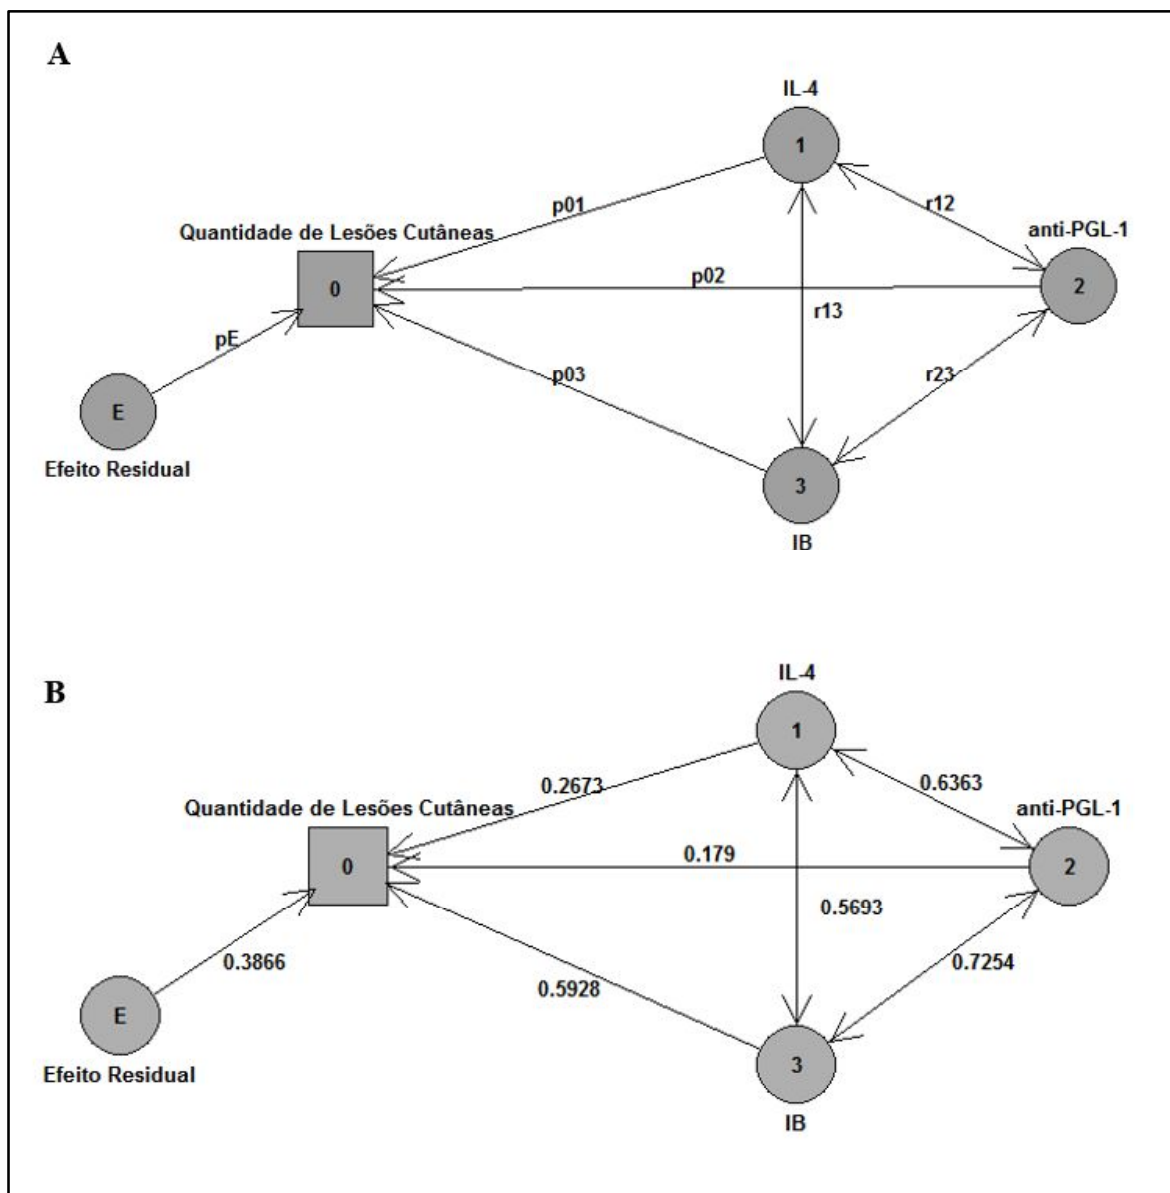 A
IL-4
1
p01
r12
Quantidade de Lesões Cutâneas
anti-PGL-1
0
p02
2
r13
pE
p03
r23
E
Efeito Residual
3
IB
B
IL-4
1
0.2673
0.6363
Quantidade de Lesões Cutâneas
anti-PGL-1
0
0.179
2
0.5693
0.3866
0.5928
0.7254
E
Efeito Residual
3
IB